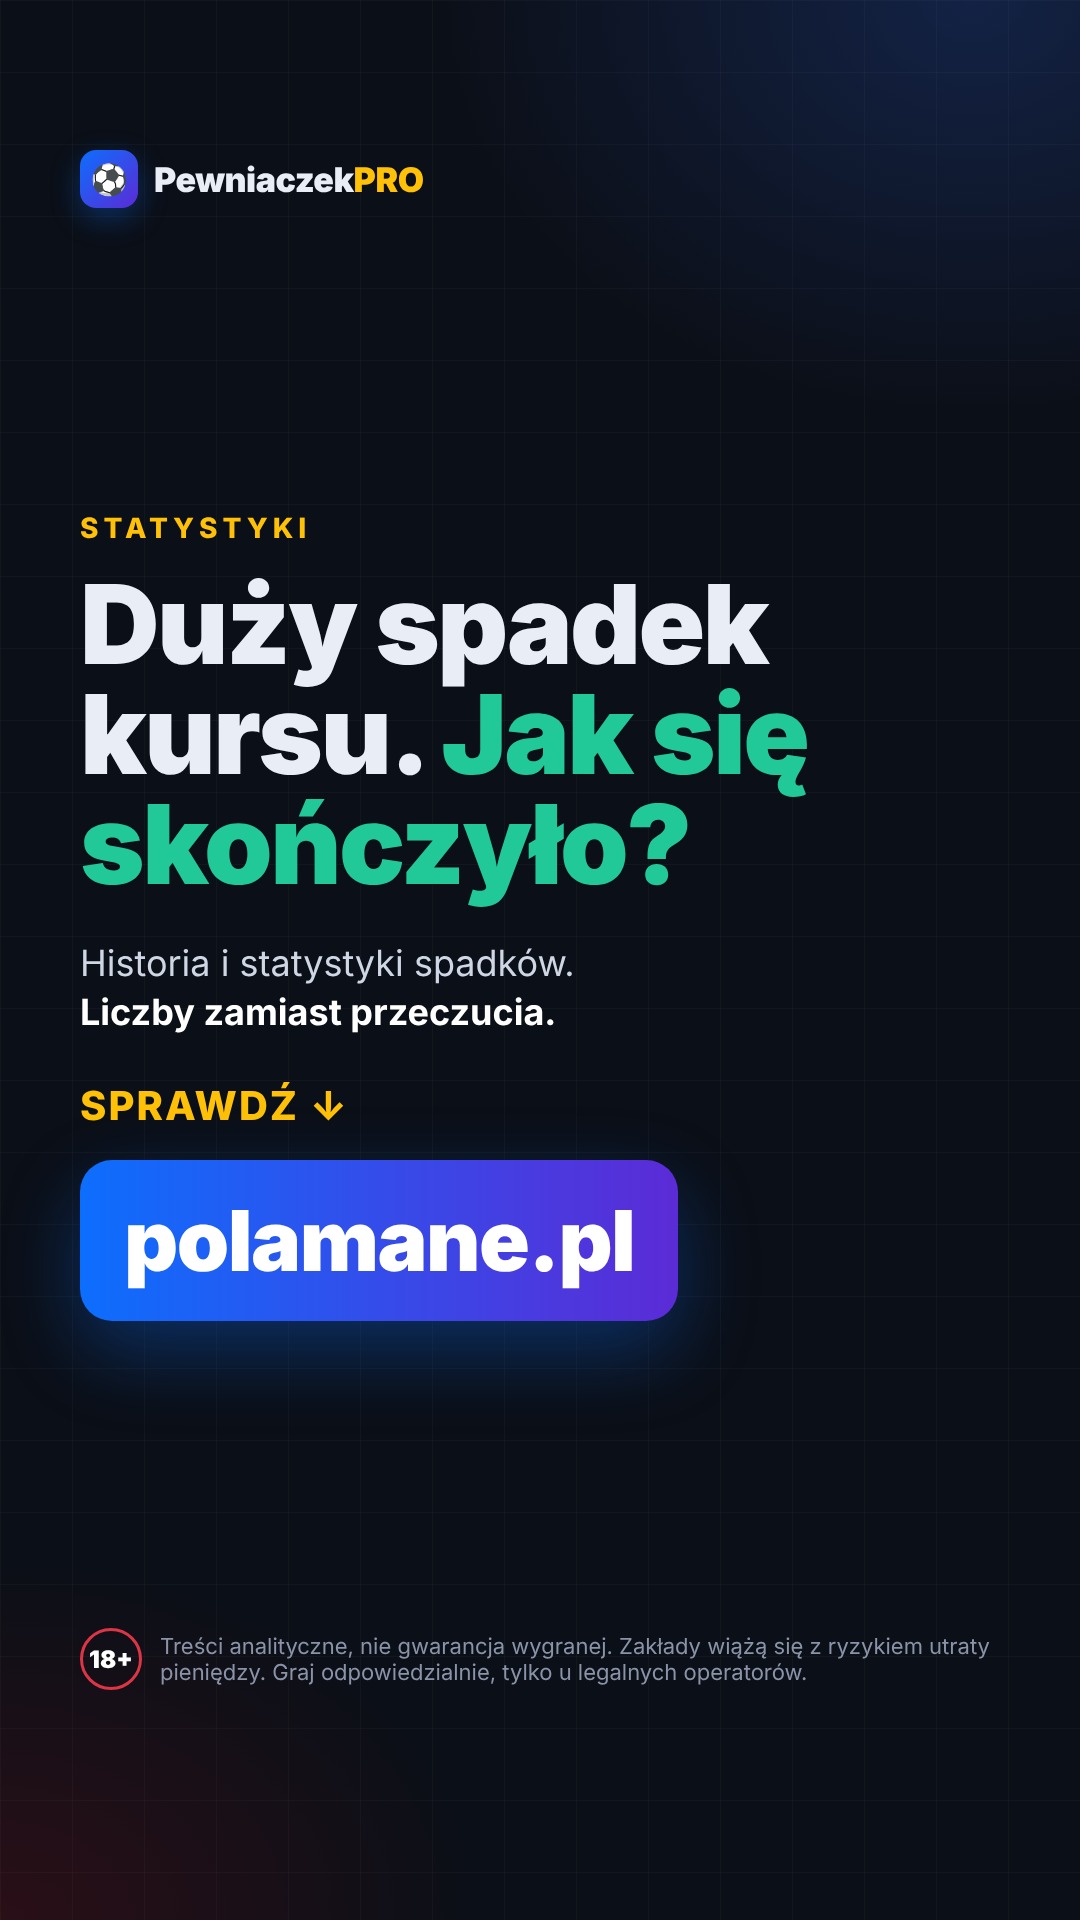 PewniaczekPRO
STATYSTYKI
Duży spadek
kursu. Jak się
skończyło?
Historia i statystyki spadków.
Liczby zamiast przeczucia.
SPRAWDŹ ↓
polamane.pl
18+ Treści analityczne, nie gwarancja wygranej. Zakłady wiążą się z ryzykiem utraty
pieniędzy. Graj odpowiedzialnie, tylko u legalnych operatorów.